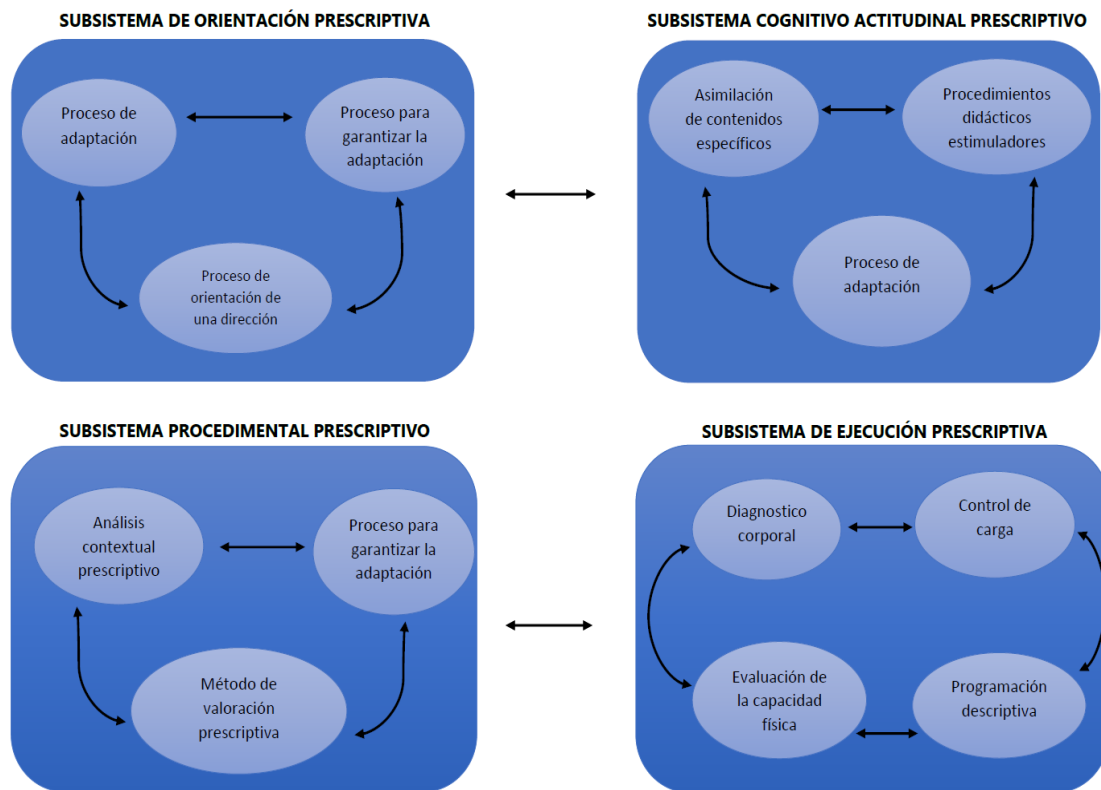 SUBSISTEMA DE ORIENTACIÓN PRESCRIPTIVA
Proceso de
adaptación
Proceso para
garantizar la
adaptación
Proceso de
orientación de
una dirección
SUBSISTEMA COGNITIVO ACTITUDINAL PRESCRIPTIVO
Asimilación
de contenidos
específicos
Procedimientos
didácticos
estimuladores
Proceso de
adaptación
SUBSISTEMA PROCEDIMENTAL PRESCRIPTIVO
Análisis
contextual
prescriptivo
Proceso para
garantizar la
adaptación
Método de
valoración
prescriptiva
SUBSISTEMA DE EJECUCIÓN PRESCRIPTIVA
Diagnostico
corporal
Control de
carga
Evaluación de
la capacidad
física
Programación
descriptiva